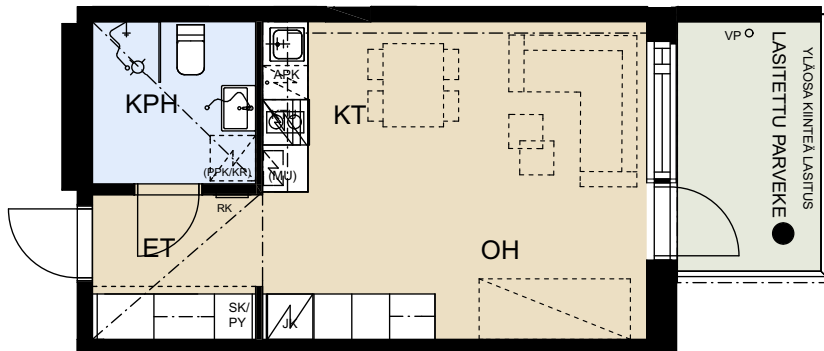 KPH
APK
KT
VP
LASITETTU PARVEKE
YLÄOSA KIINTEÄ LASITUS
(PPK/KR)
(MU)
RK
ET
OH
SK/
PY
JK